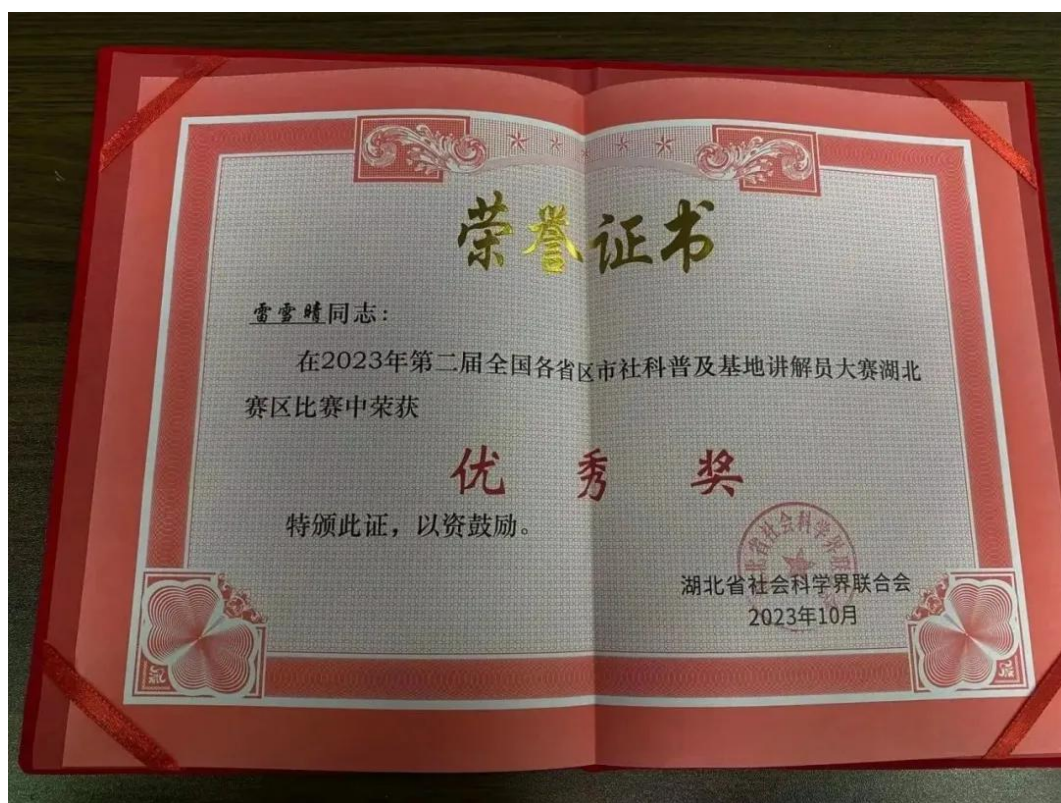 荣誉证书
雷雪晴同志：
在2023年第二届全国各省区市社科普及基地讲解员大赛湖北
赛区比赛中荣获
优秀奖
特颁此证，以资鼓励。
湖北省社会科学界联合会
2023年10月